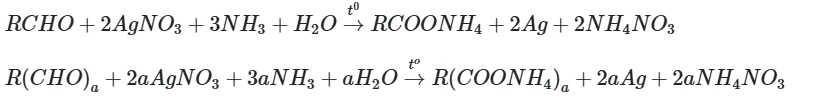 RCHO + 2AgNO₃ + 3NH₃ + H₂O →(t⁰) RCOONH₄ + 2Ag + 2NH₄NO₃
R(CHO)ₐ + 2aAgNO₃ + 3aNH₃ + aH₂O →(tᵒ) R(COONH₄)ₐ + 2aAg + 2aNH₄NO₃